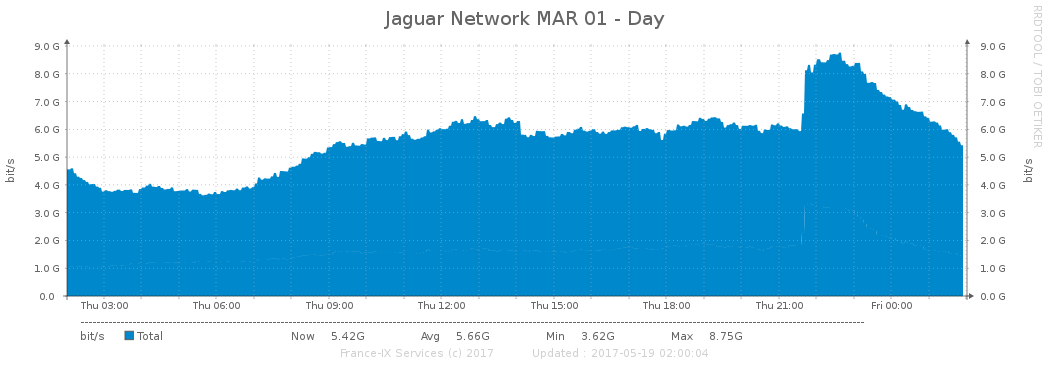 Jaguar Network MAR 01 - Day
RRDTOOL / TOBI OETIKER
9.0 G 9.0 G
8.0 G 8.0 G
7.0 G 7.0 G
6.0 G 6.0 G
5.0 G 5.0 G
4.0 G 4.0 G
3.0 G 3.0 G
2.0 G 2.0 G
1.0 G 1.0 G
0.0 0.0 G
bit/s
bit/s
Thu 03:00 Thu 06:00 Thu 09:00 Thu 12:00 Thu 15:00 Thu 18:00 Thu 21:00 Fri 00:00
bit/s Total Now 5.42G Avg 5.66G Min 3.62G Max 8.75G
France-IX Services (c) 2017 Updated : 2017-05-19 02:00:04